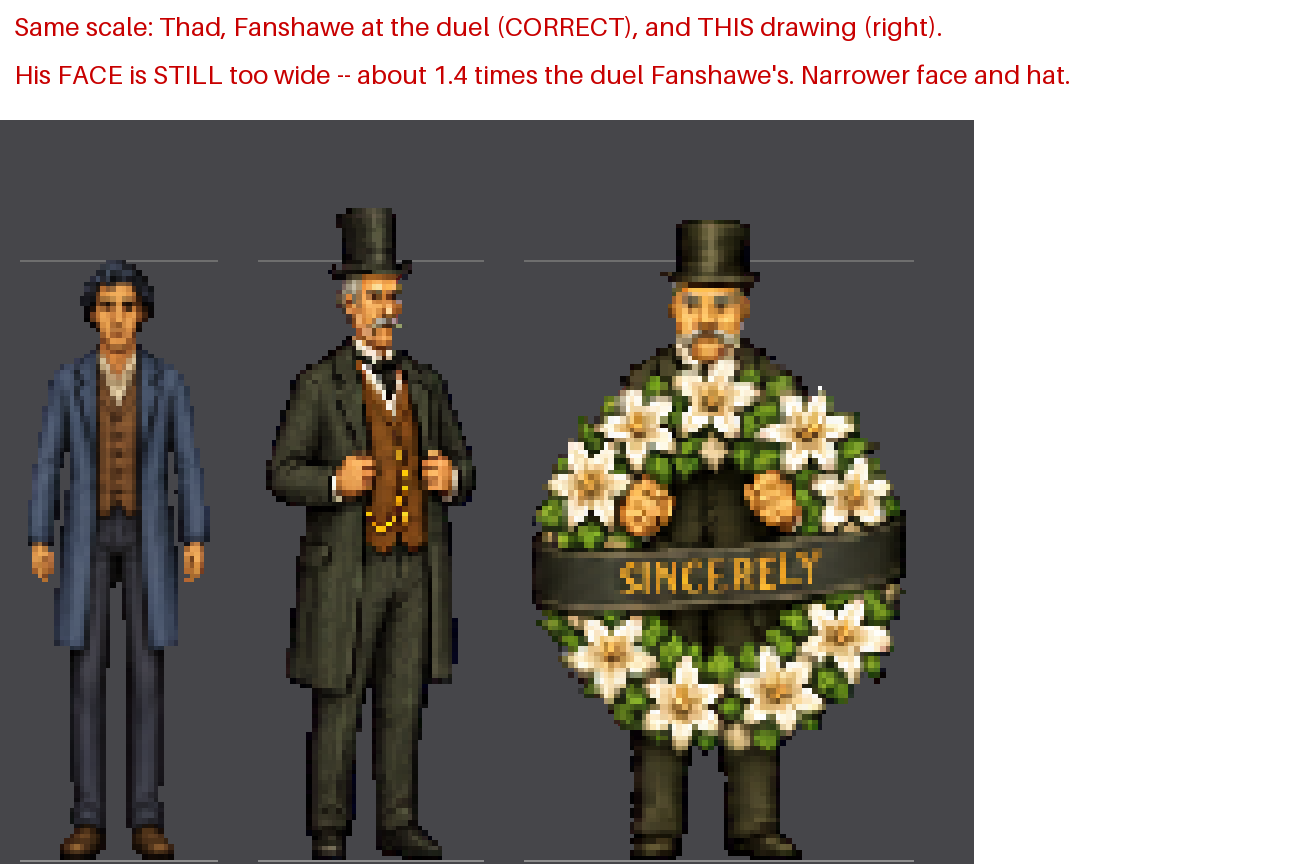 Same scale: Thad, Fanshawe at the duel (CORRECT), and THIS drawing (right).
His FACE is STILL too wide -- about 1.4 times the duel Fanshawe's. Narrower face and hat.
SINCERELY